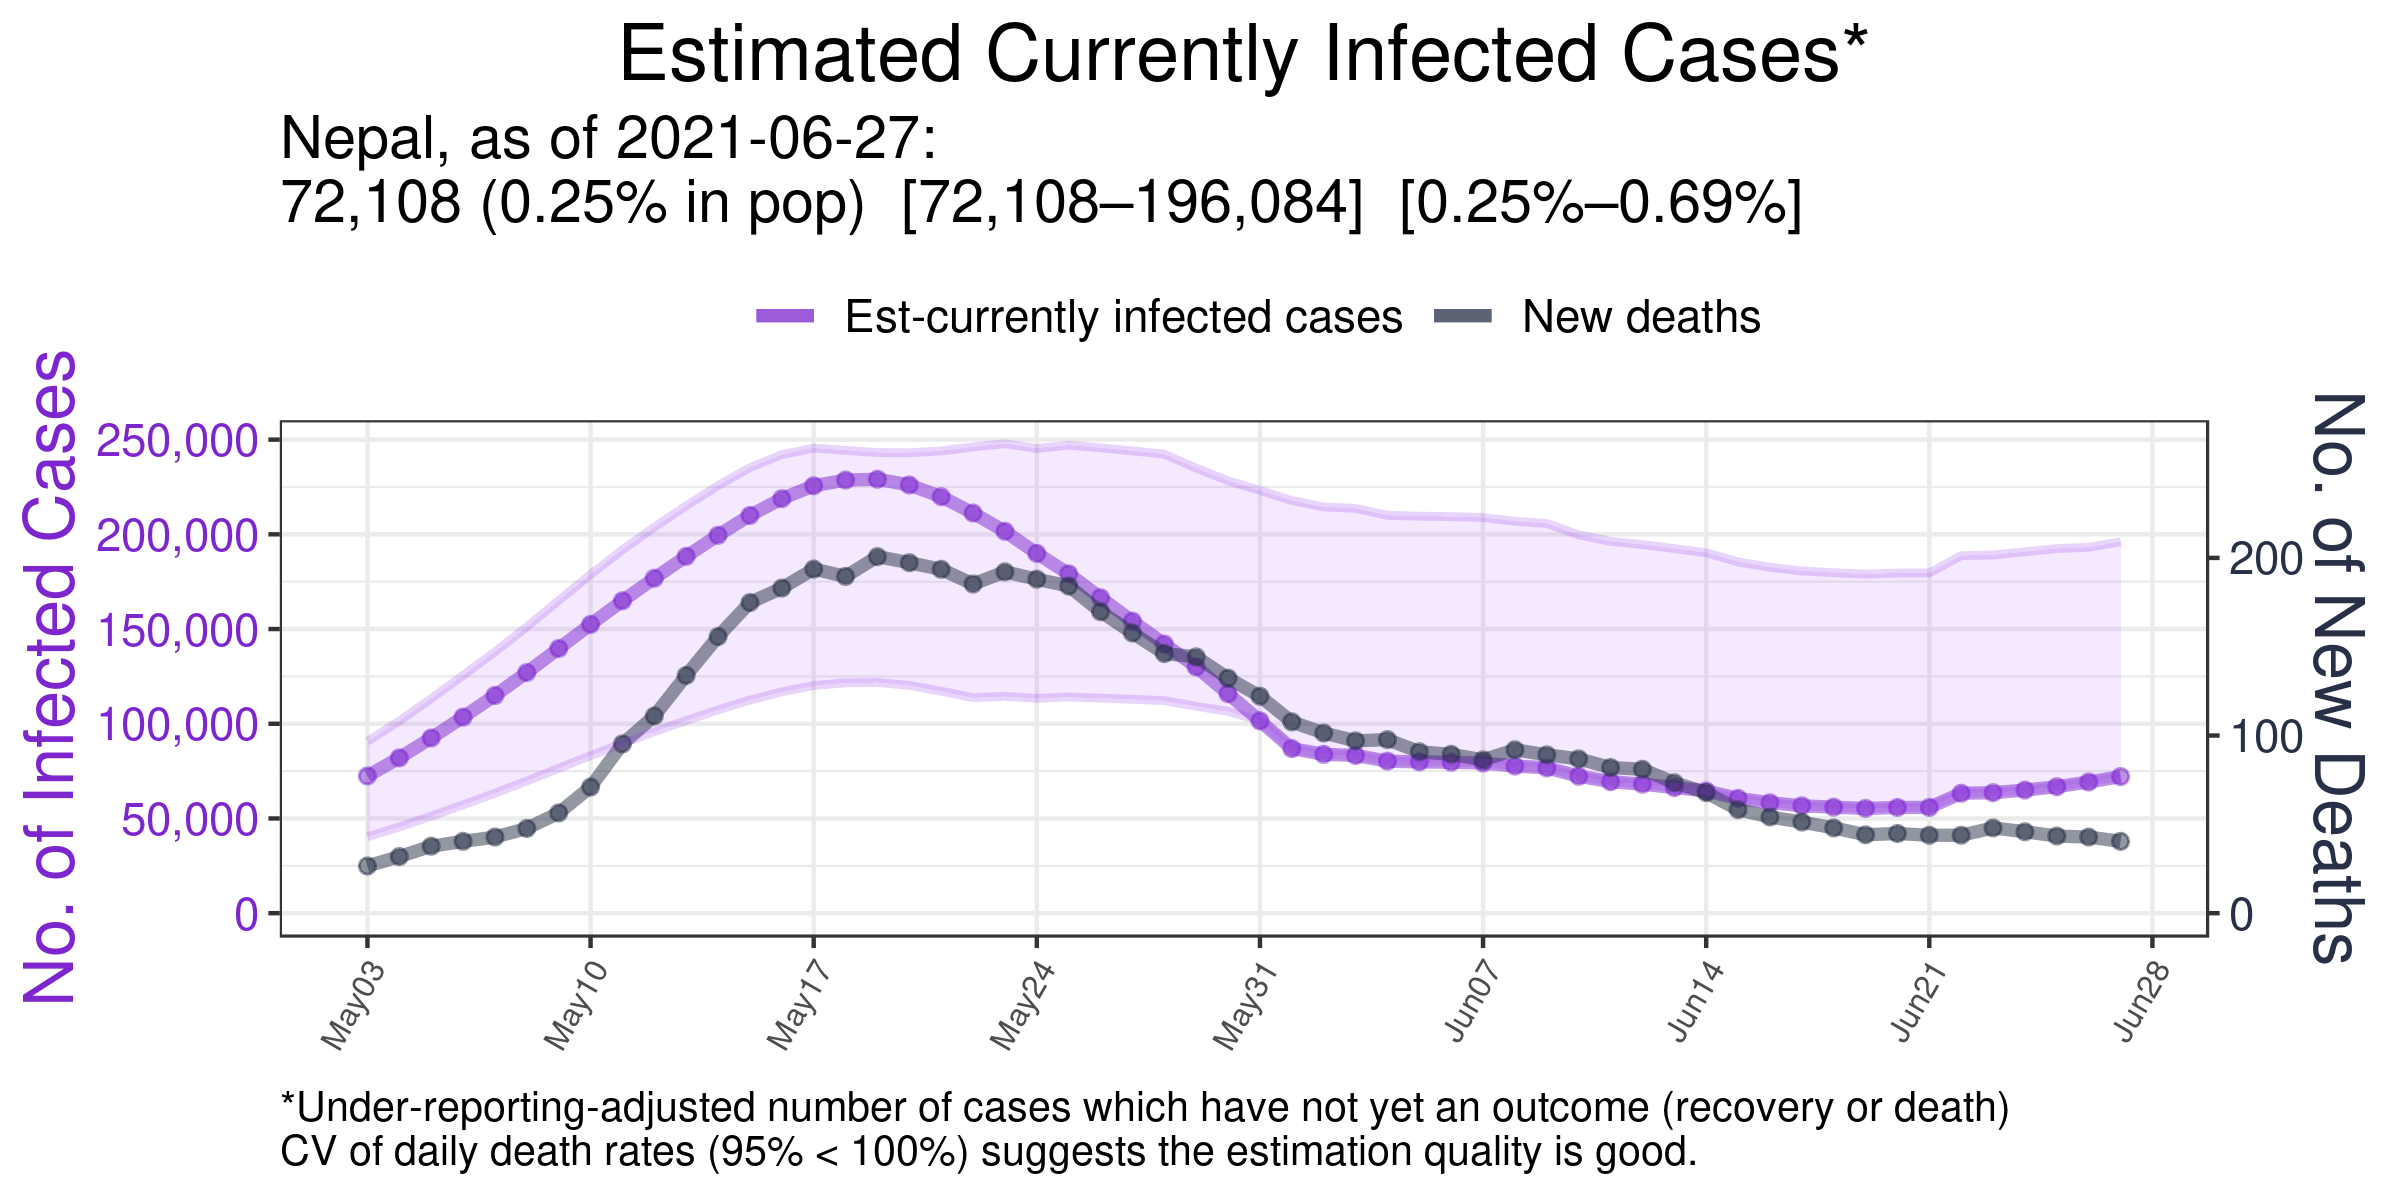 Estimated Currently Infected Cases*
Nepal, as of 2021-06-27:
72,108 (0.25% in pop)  [72,108–196,084]  [0.25%–0.69%]
Est-currently infected cases
New deaths
No. of Infected Cases
250,000
200,000
150,000
100,000
50,000
0
200
100
0
No. of New Deaths
May03
May10
May17
May24
May31
Jun07
Jun14
Jun21
Jun28
*Under-reporting-adjusted number of cases which have not yet an outcome (recovery or death)
CV of daily death rates (95% < 100%) suggests the estimation quality is good.